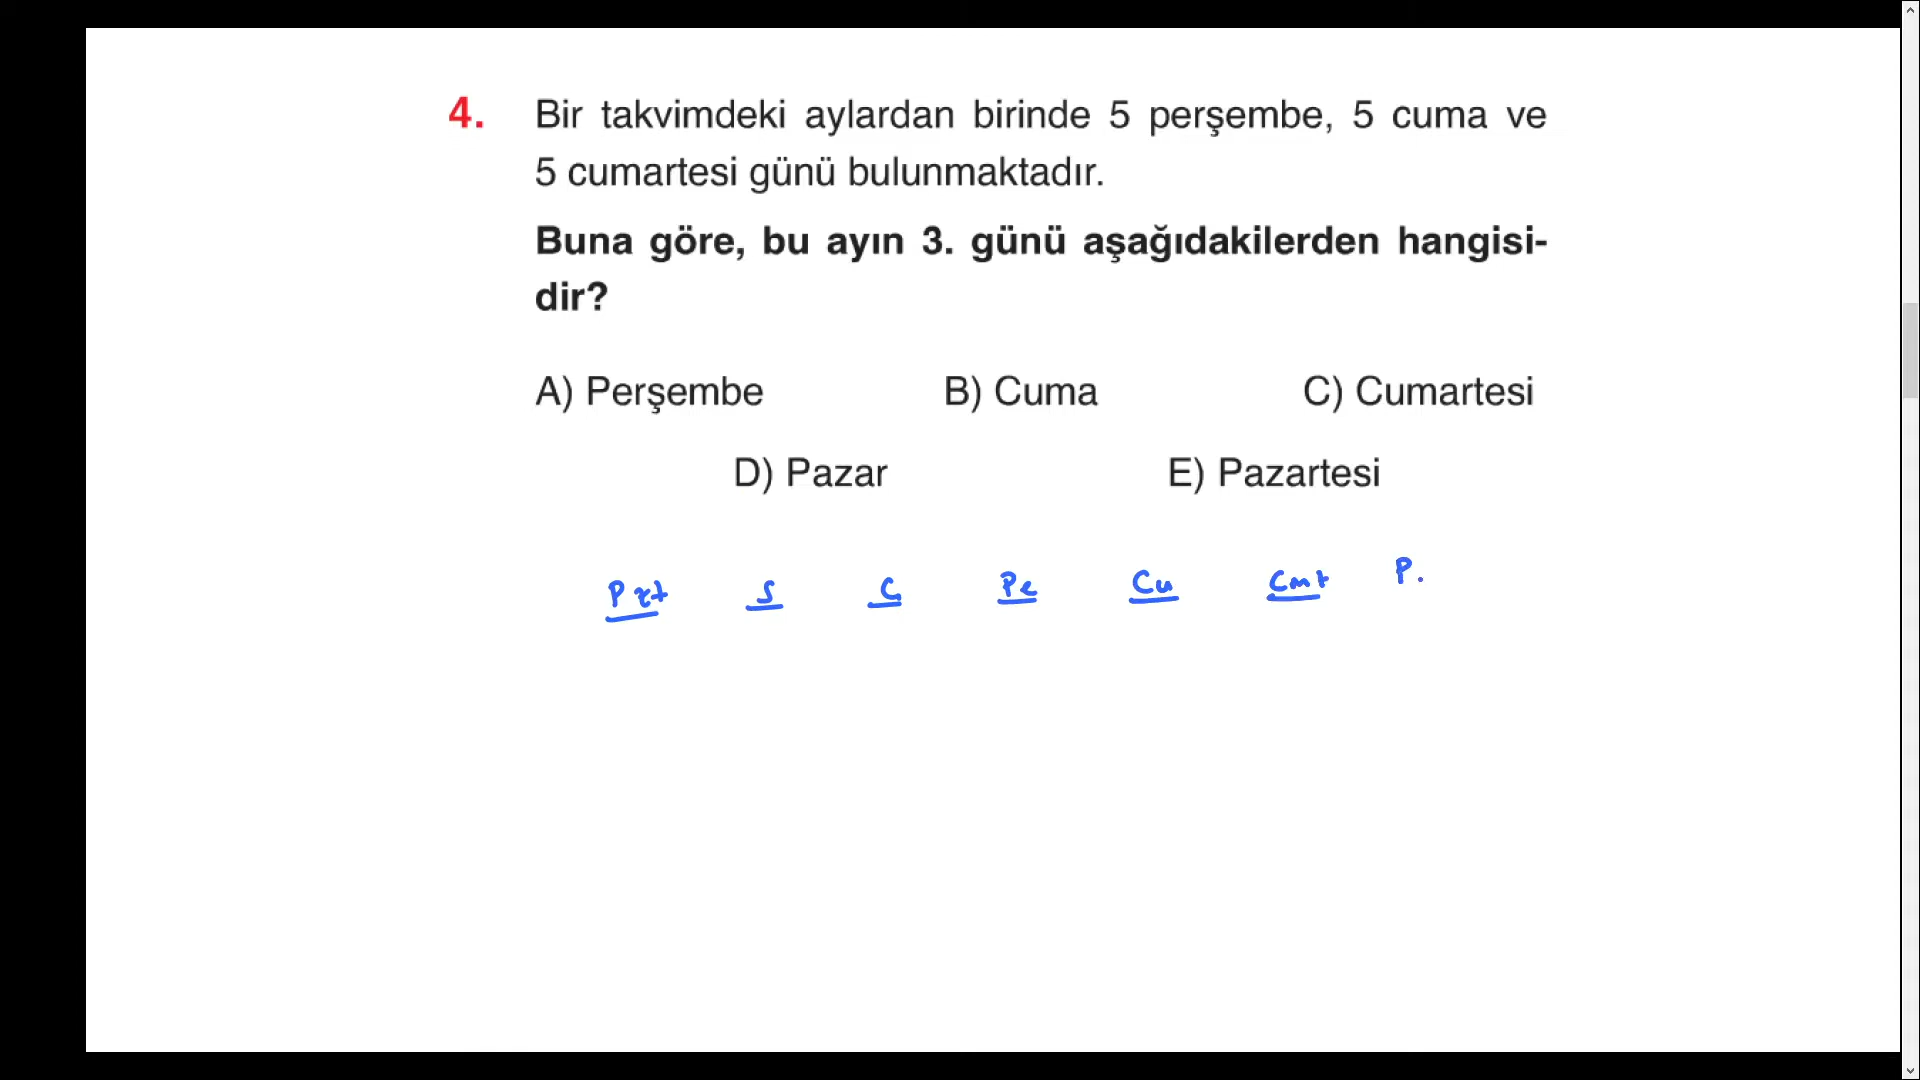 4. Bir takvimdeki aylardan birinde 5 perşembe, 5 cuma ve
5 cumartesi günü bulunmaktadır.
Buna göre, bu ayın 3. günü aşağıdakilerden hangisi-
dir?
A) Perşembe B) Cuma C) Cumartesi
D) Pazar E) Pazartesi
Pzt S Ç Pe Cu Cmt P.